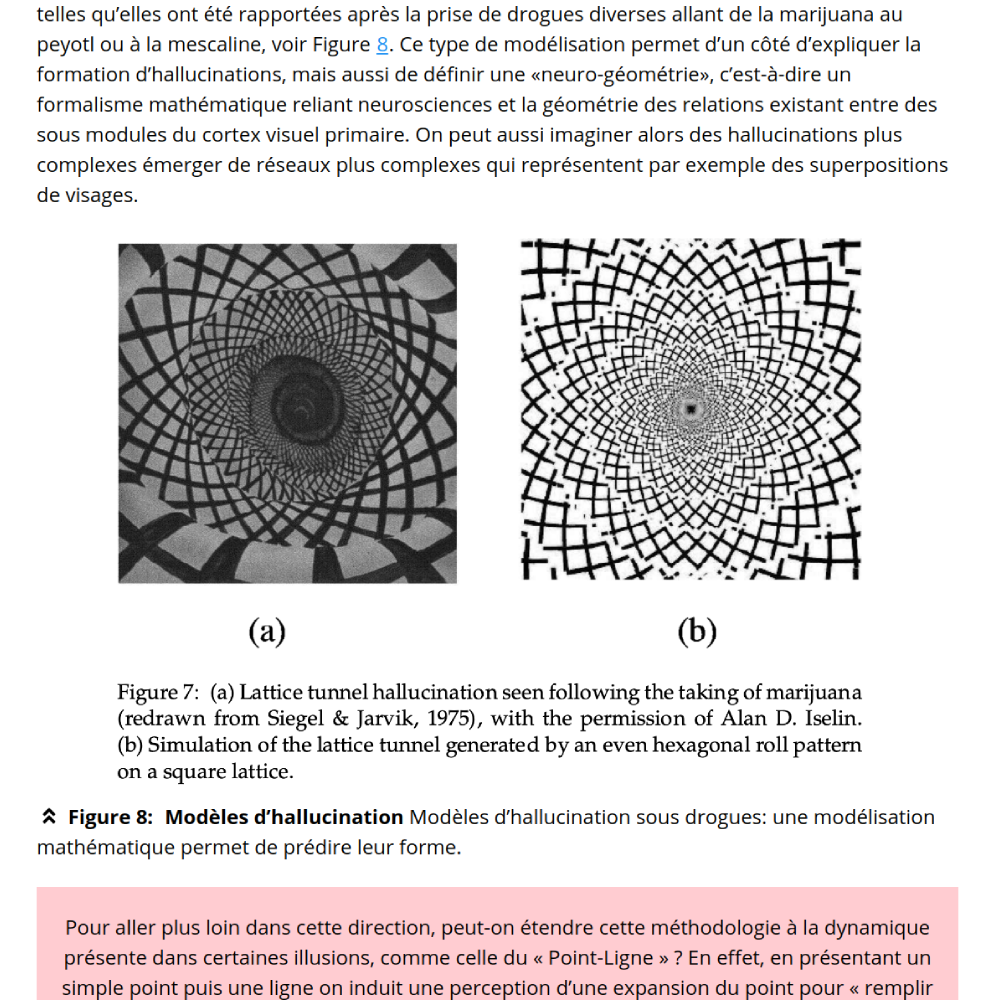 telles qu’elles ont été rapportées après la prise de drogues diverses allant de la marijuana au
peyotl ou à la mescaline, voir Figure 8. Ce type de modélisation permet d’un côté d’expliquer la
formation d’hallucinations, mais aussi de définir une «neuro-géométrie», c’est-à-dire un
formalisme mathématique reliant neurosciences et la géométrie des relations existant entre des
sous modules du cortex visuel primaire. On peut aussi imaginer alors des hallucinations plus
complexes émerger de réseaux plus complexes qui représentent par exemple des superpositions
de visages.
(a) (b)
Figure 7: (a) Lattice tunnel hallucination seen following the taking of marijuana
(redrawn from Siegel & Jarvik, 1975), with the permission of Alan D. Iselin.
(b) Simulation of the lattice tunnel generated by an even hexagonal roll pattern
on a square lattice.
Figure 8: Modèles d’hallucination Modèles d’hallucination sous drogues: une modélisation
mathématique permet de prédire leur forme.
Pour aller plus loin dans cette direction, peut-on étendre cette méthodologie à la dynamique
présente dans certaines illusions, comme celle du « Point-Ligne » ? En effet, en présentant un
simple point puis une ligne on induit une perception d’une expansion du point pour « remplir